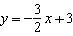 y = −3/2 x + 3